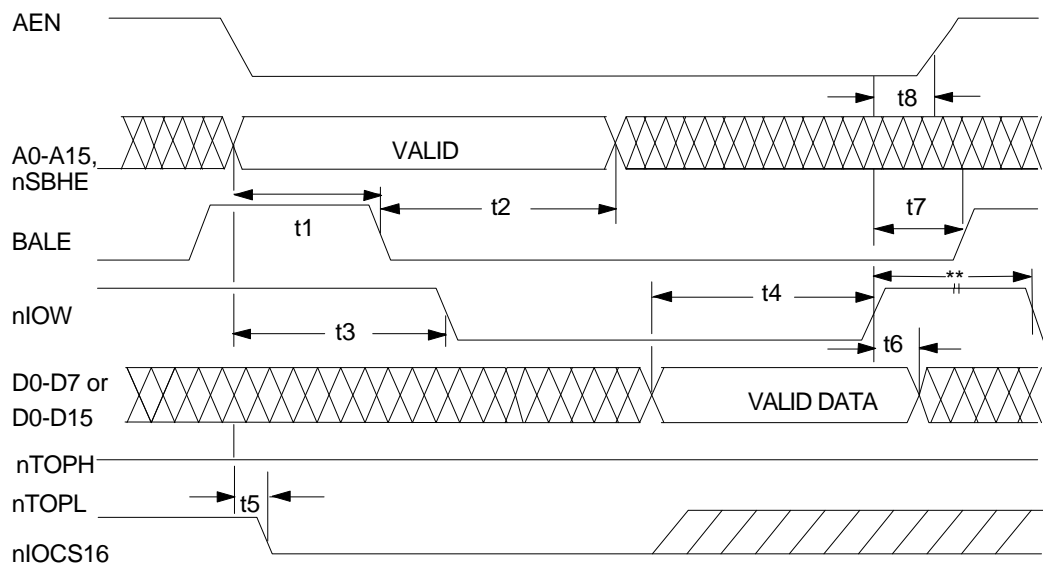 AEN
t8
VALID
A0-A15,
nSBHE
t2
t7
t1
BALE
**
t4
nIOW
t3
t6
D0-D7 or
D0-D15
VALID DATA
nTOPH
nTOPL
t5
nIOCS16